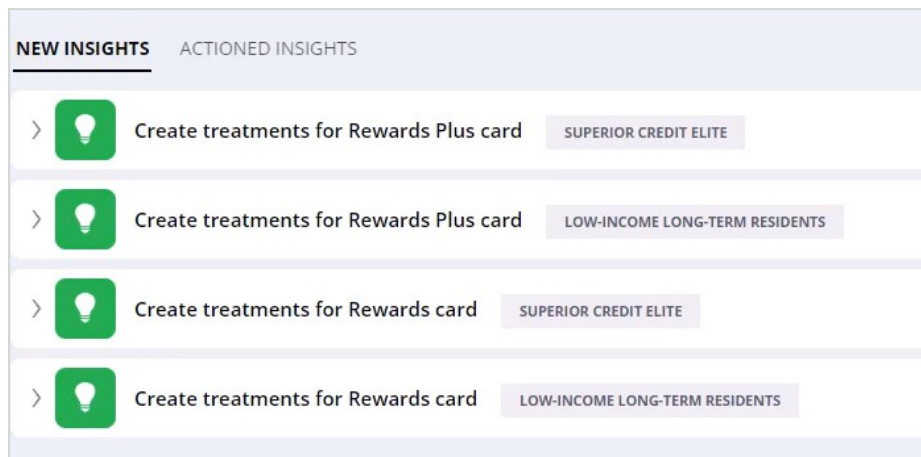 NEW INSIGHTS ACTIONED INSIGHTS
Create treatments for Rewards Plus card SUPERIOR CREDIT ELITE
Create treatments for Rewards Plus card LOW-INCOME LONG-TERM RESIDENTS
Create treatments for Rewards card SUPERIOR CREDIT ELITE
Create treatments for Rewards card LOW-INCOME LONG-TERM RESIDENTS